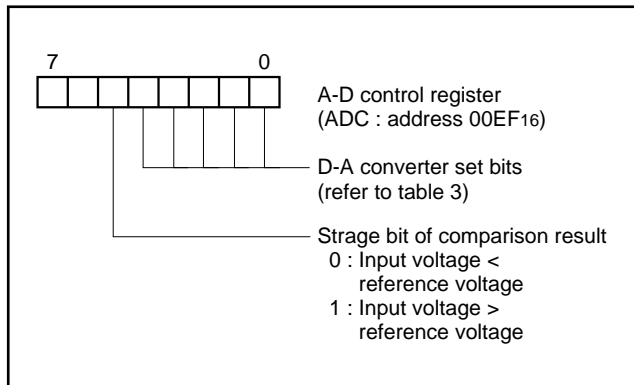 7 0
A-D control register
(ADC : address 00EF16)
D-A converter set bits
(refer to table 3)
Strage bit of comparison result
0 : Input voltage <
reference voltage
1 : Input voltage >
reference voltage